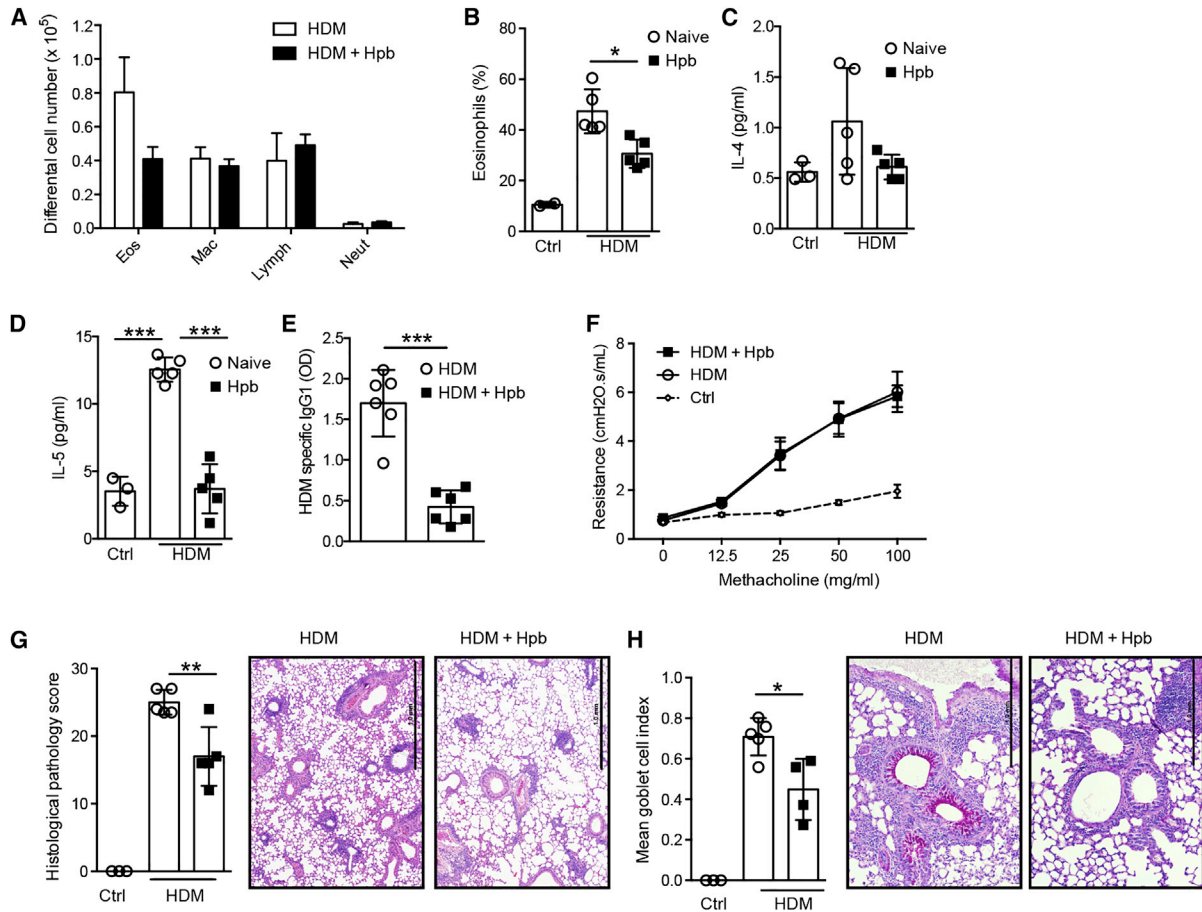 A
Differental cell number (x 10⁵)
1.2
1.0
0.8
0.6
0.4
0.2
0.0
HDM
HDM + Hpb
Eos
Mac
Lymph
Neut
B
Eosinophils (%)
80
60
40
20
0
*
Naive
Hpb
Ctrl
HDM
C
IL-4 (pg/ml)
2.0
1.5
1.0
0.5
0.0
Naive
Hpb
Ctrl
HDM
D
IL-5 (pg/ml)
15
10
5
0
***
***
Naive
Hpb
Ctrl
HDM
E
HDM specific IgG1 (OD)
2.5
2.0
1.5
1.0
0.5
0.0
***
HDM
HDM + Hpb
F
Resistance (cmH2O.s/mL)
8
6
4
2
0
HDM + Hpb
HDM
Ctrl
0
12.5
25
50
100
Methacholine (mg/ml)
G
Histological pathology score
30
20
10
0
**
Ctrl
HDM
HDM
HDM + Hpb
H
Mean goblet cell index
1.0
0.8
0.6
0.4
0.2
0.0
*
Ctrl
HDM
HDM
HDM + Hpb